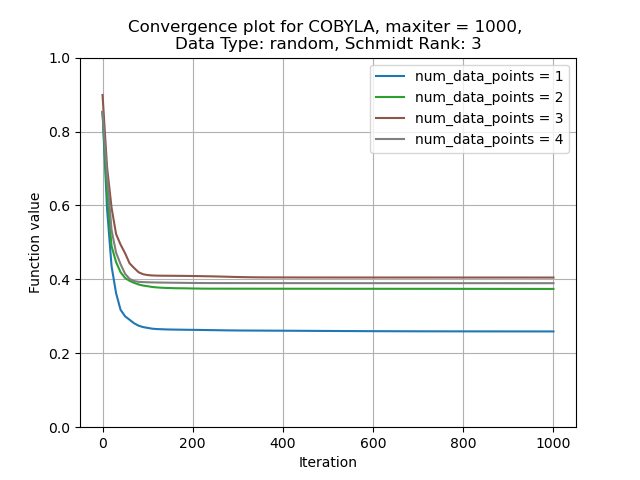 Convergence plot for COBYLA, maxiter = 1000,
Data Type: random, Schmidt Rank: 3
num_data_points = 1
num_data_points = 2
num_data_points = 3
num_data_points = 4
Function value
1.0
0.8
0.6
0.4
0.2
0.0
0 200 400 600 800 1000
Iteration